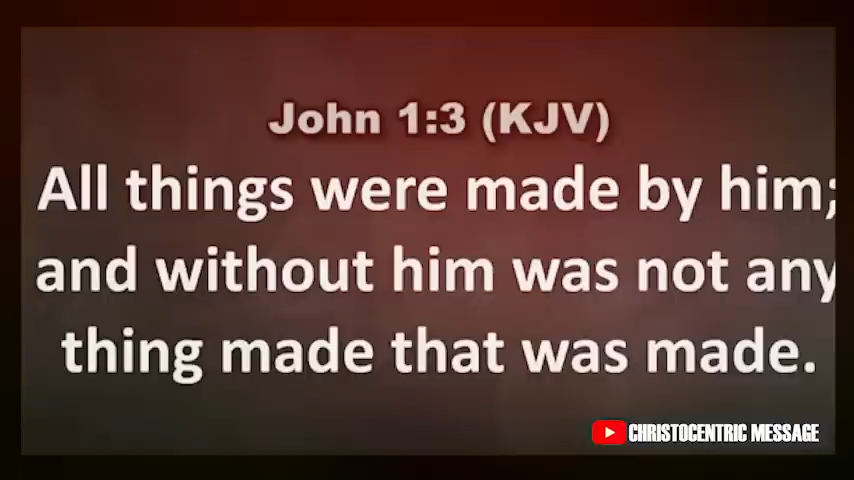 John 1:3 (KJV)
All things were made by him;
and without him was not any
thing made that was made.
CHRISTOCENTRIC MESSAGE